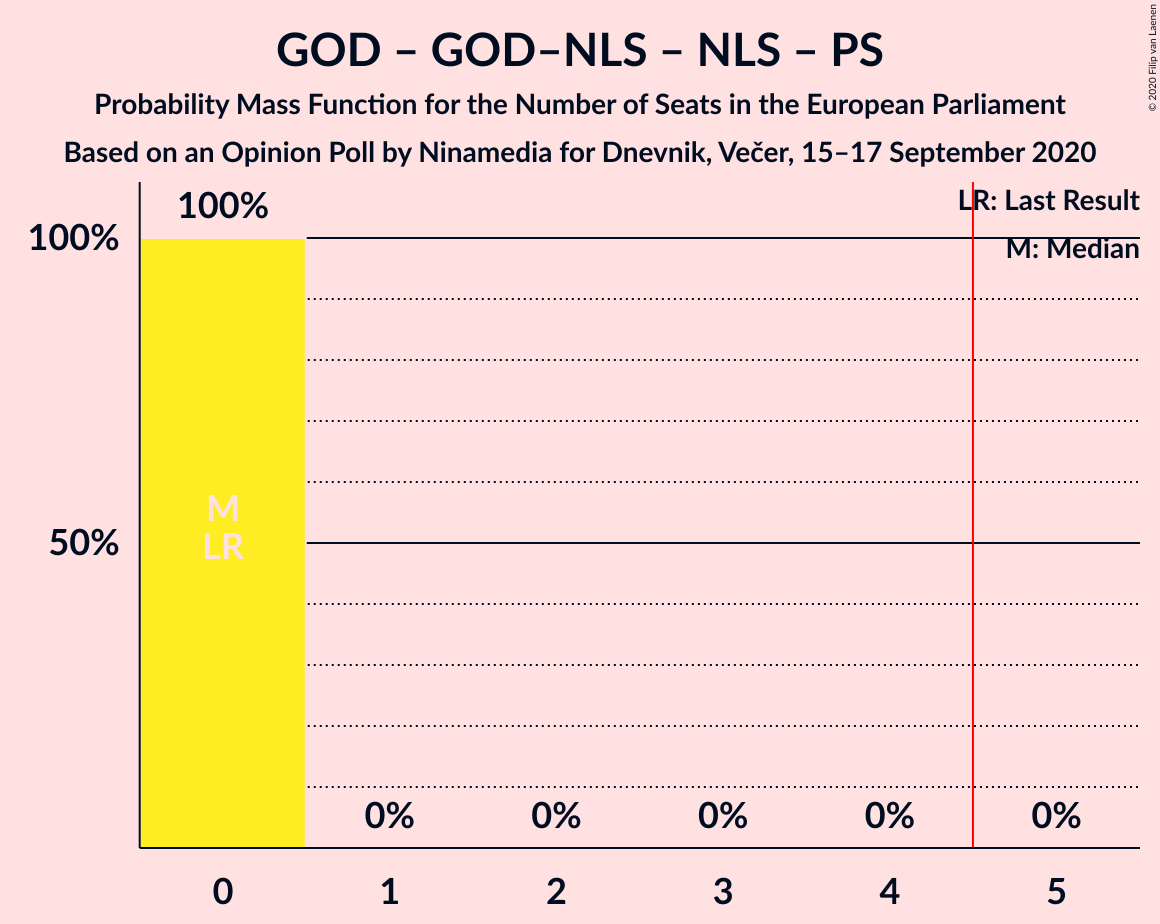 GOD – GOD–NLS – NLS – PS
Probability Mass Function for the Number of Seats in the European Parliament
Based on an Opinion Poll by Ninamedia for Dnevnik, Večer, 15–17 September 2020
© 2020 Filip van Laenen
LR: Last Result
M: Median
100%
100%
50%
M
LR
0%
0%
0%
0%
0%
0
1
2
3
4
5